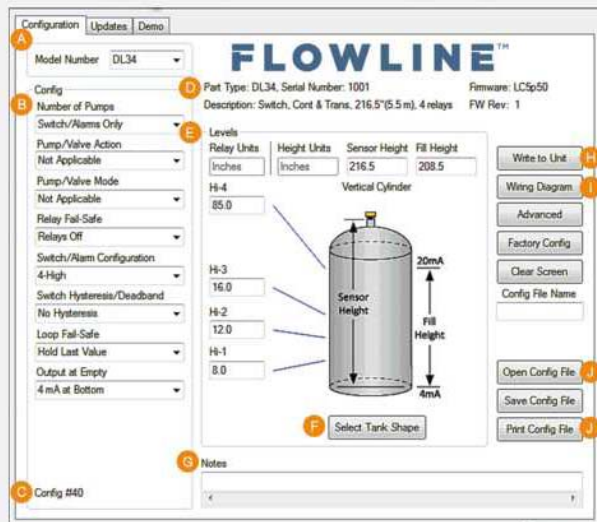 Configuration Updates Demo
A
Model Number DL34
FLOWLINE™
D Part Type: DL34, Serial Number: 1001 Firmware: LC5p50
Description: Switch, Cont & Trans, 216.5"(5.5 m), 4 relays FW Rev: 1
Config
B Number of Pumps
Switch/Alarms Only
Pump/Valve Action
Not Applicable
Pump/Valve Mode
Not Applicable
Relay Fail-Safe
Relays Off
Switch/Alarm Configuration
4-High
Switch Hysteresis/Deadband
No Hysteresis
Loop Fail-Safe
Hold Last Value
Output at Empty
4 mA at Bottom
C Config #40
E Levels
Relay Units Height Units Sensor Height Fill Height
Inches Inches 216.5 208.5
Hi-4 Vertical Cylinder
85.0
Hi-3
16.0
Hi-2
12.0
Hi-1
8.0
Sensor
Height
20mA
Fill
Height
4mA
F Select Tank Shape
G Notes
Write to Unit H
Wiring Diagram I
Advanced
Factory Config
Clear Screen
Config File Name
Open Config File J
Save Config File
Print Config File J